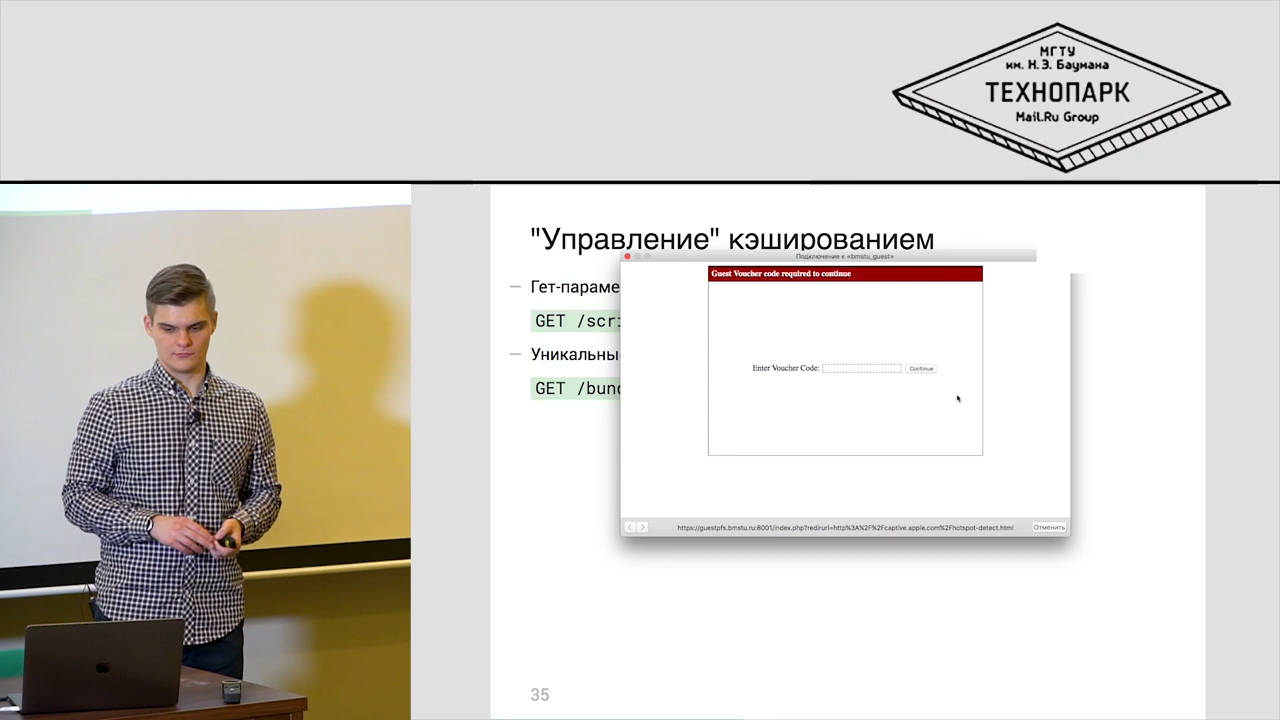 МГТУ
им. Н.Э. Баумана
ТЕХНОПАРК
Mail.Ru Group
"Управление" кэшированием
Подключение к «bmstu_guest»
Guest Voucher code required to continue
— Гет-параме
GET /scri
— Уникальны
GET /bund
Enter Voucher Code:
Continue
https://guestpfs.bmstu.ru:8001/index.php?redirurl=http%3A%2F%2Fcaptive.apple.com%2Fhotspot-detect.html
Отменить
35